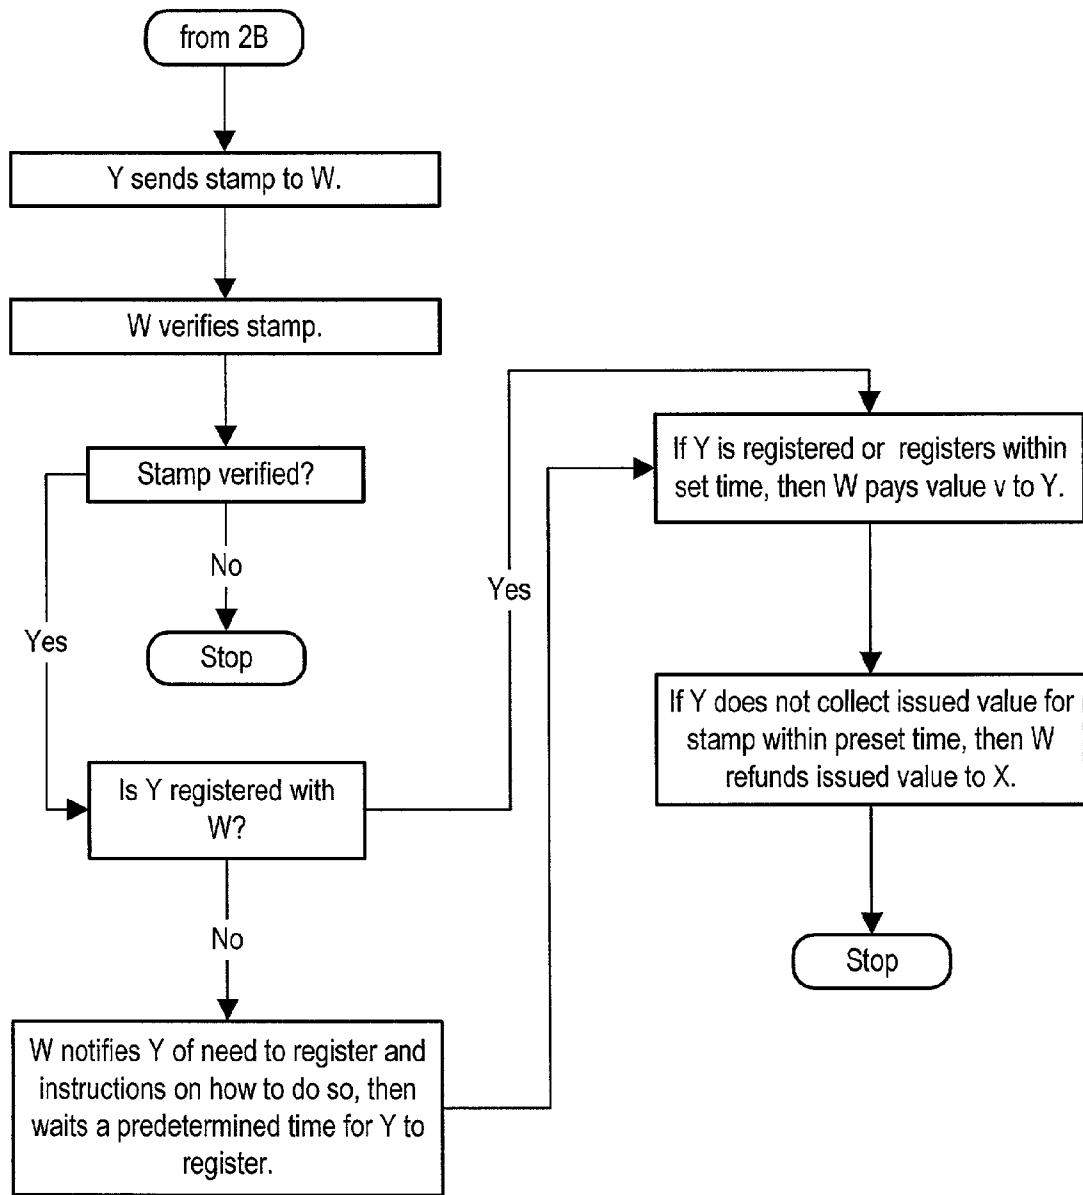 from 2B
Y sends stamp to W.
W verifies stamp.
Stamp verified?
No
Yes
Stop
Is Y registered with
W?
No
W notifies Y of need to register and
instructions on how to do so, then
waits a predetermined time for Y to
register.
Yes
If Y is registered or registers within
set time, then W pays value v to Y.
If Y does not collect issued value for
stamp within preset time, then W
refunds issued value to X.
Stop